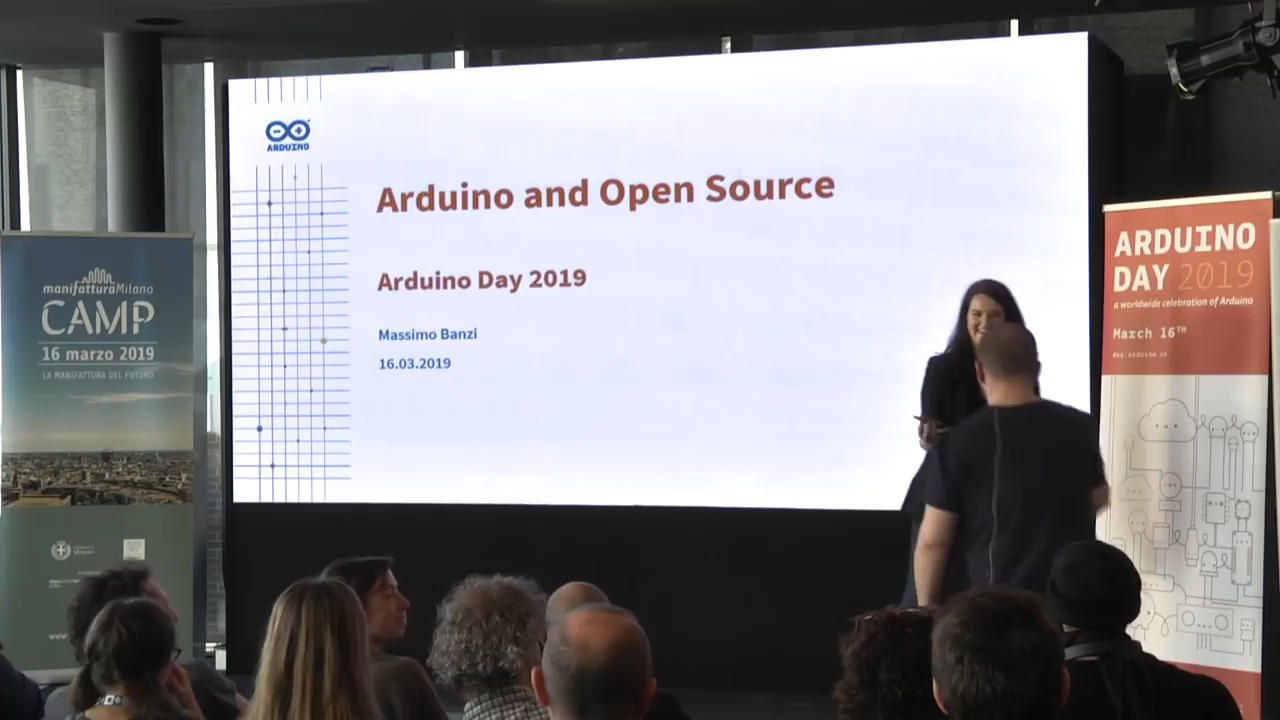 manifatturaMilano
CAMP
16 marzo 2019
LA MANIFATTURA DEL FUTURO
www
ARDUINO
Arduino and Open Source
Arduino Day 2019
Massimo Banzi
16.03.2019
ARDUINO
DAY 2019
a worldwide celebration of Arduino
March 16TH
day.arduino.cc